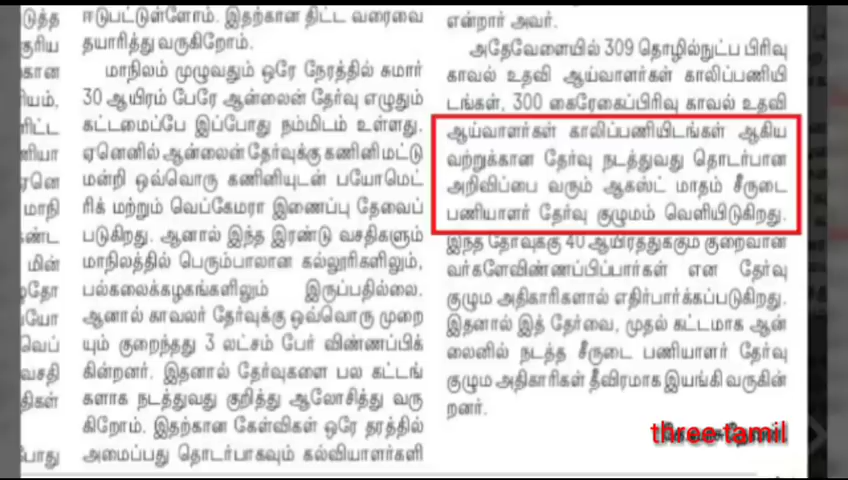 டுத்த
குரிய
கான
ரியம்,
ளிட்ட
ணியா
ஏனெ
மாநி
கண்ட
மின்
வெப்
வசதி
திகள்
போது
ஈடுபட்டுள்ளோம். இதற்கான திட்ட வரைவை
தயாரித்து வருகிறோம்.
மாநிலம் முழுவதும் ஒரே நேரத்தில் சுமார்
30 ஆயிரம் பேரே ஆன்லைன் தேர்வு எழுதும்
கட்டமைப்பே இப்போது நம்மிடம் உள்ளது.
ஏனெனில் ஆன்லைன் தேர்வுக்கு கணினி மட்டு
மன்றி ஒவ்வொரு கணினியுடன் பயோமெட்
ரிக் மற்றும் வெப்கேமரா இணைப்பு தேவைப்
படுகிறது. ஆனால் இந்த இரண்டு வசதிகளும்
மாநிலத்தில் பெரும்பாலான கல்லூரிகளிலும்,
பல்கலைக்கழகங்களிலும் இருப்பதில்லை.
ஆனால் காவலர் தேர்வுக்கு ஒவ்வொரு முறை
யும் குறைந்தது 3 லட்சம் பேர் விண்ணப்பிக்
கின்றனர். இதனால் தேர்வுகளை பல கட்டங்
களாக நடத்துவது குறித்து ஆலோசித்து வரு
கிறோம். இதற்கான கேள்விகள் ஒரே தரத்தில்
அமைப்பது தொடர்பாகவும் கல்வியாளர்களி
என்றார் அவர்.
அதேவேளையில் 309 தொழில்நுட்ப பிரிவு
காவல் உதவி ஆய்வாளர்கள் காலிப்பணியி
டங்கள், 300 கைரேகைப்பிரிவு காவல் உதவி
ஆய்வாளர்கள் காலிப்பணியிடங்கள் ஆகிய
வற்றுக்கான தேர்வு நடத்துவது தொடர்பான
அறிவிப்பை வரும் ஆகஸ்ட் மாதம் சீருடை
பணியாளர் தேர்வு குழுமம் வெளியிடுகிறது.
இந்த தேர்வுக்கு 40 ஆயிரத்துக்கும் குறைவான
வர்களேவிண்ணப்பிப்பார்கள் என தேர்வு
குழும அதிகாரிகளால் எதிர்பார்க்கப்படுகிறது.
இதனால் இத் தேர்வை, முதல் கட்டமாக ஆன்
லைனில் நடத்த சீருடை பணியாளர் தேர்வு
குழும அதிகாரிகள் தீவிரமாக இயங்கி வருகின்
றனர்.
three tamil